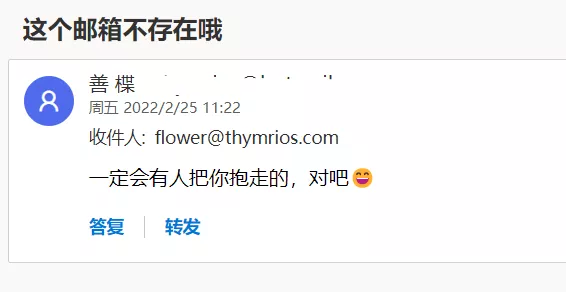 这个邮箱不存在哦
善 楪
周五 2022/2/25 11:22
收件人: flower@thymrios.com
一定会有人把你抱走的，对吧😄
答复
转发